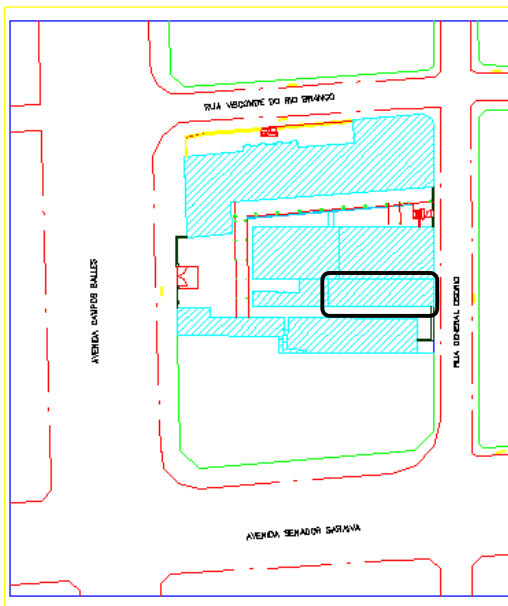 RUA VISCONDE DO RIO BRANCO
AVENIDA CAMPOS SALLES
RUA GENERAL OSORIO
AVENIDA SENADOR SARAIVA